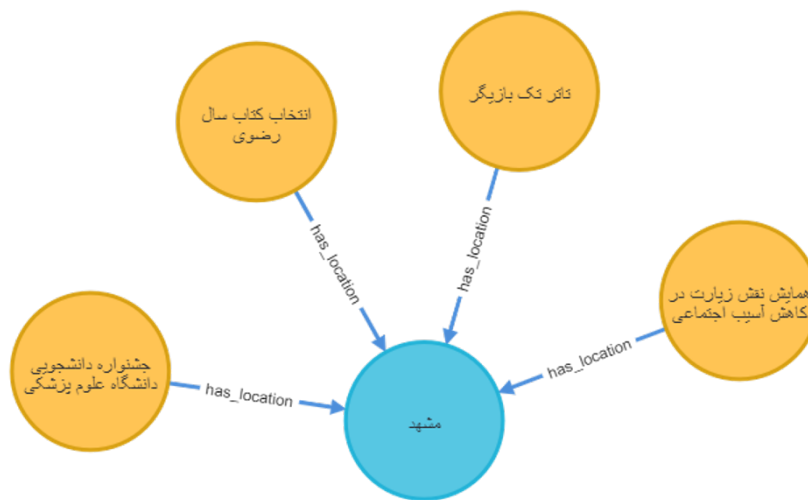 تاتر تک بازیگر
انتخاب کتاب سال
رضوی
has_location
has_location
همایش نقش زیارت در
کاهش آسیب اجتماعی
has_location
جشنواره دانشجویی
دانشگاه علوم پزشکی
has_location
مشهد